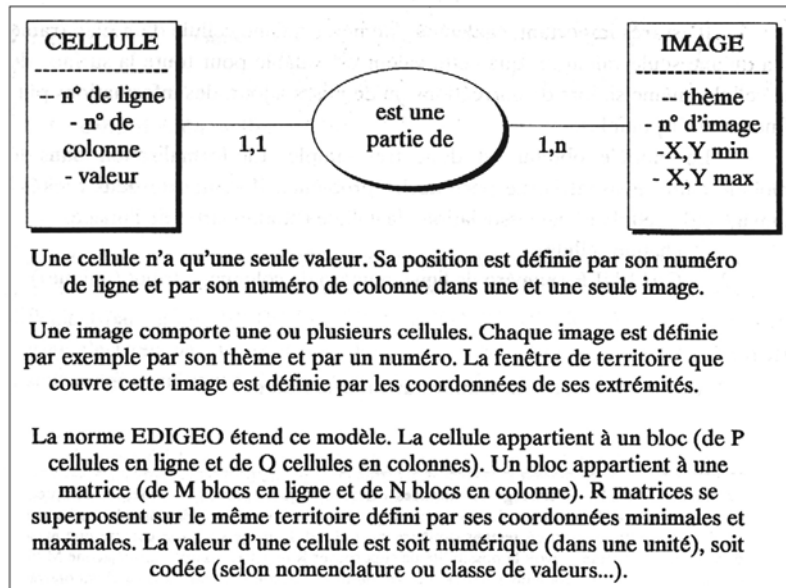 CELLULE
-- n° de ligne
- n° de
colonne
- valeur
1,1
est une
partie de
1,n
IMAGE
-- thème
- n° d'image
-X,Y min
- X,Y max
Une cellule n'a qu'une seule valeur. Sa position est définie par son numéro
de ligne et par son numéro de colonne dans une et une seule image.
Une image comporte une ou plusieurs cellules. Chaque image est définie
par exemple par son thème et par un numéro. La fenêtre de territoire que
couvre cette image est définie par les coordonnées de ses extrémités.
La norme EDIGEO étend ce modèle. La cellule appartient à un bloc (de P
cellules en ligne et de Q cellules en colonnes). Un bloc appartient à une
matrice (de M blocs en ligne et de N blocs en colonne). R matrices se
superposent sur le même territoire défini par ses coordonnées minimales et
maximales. La valeur d'une cellule est soit numérique (dans une unité), soit
codée (selon nomenclature ou classe de valeurs...).